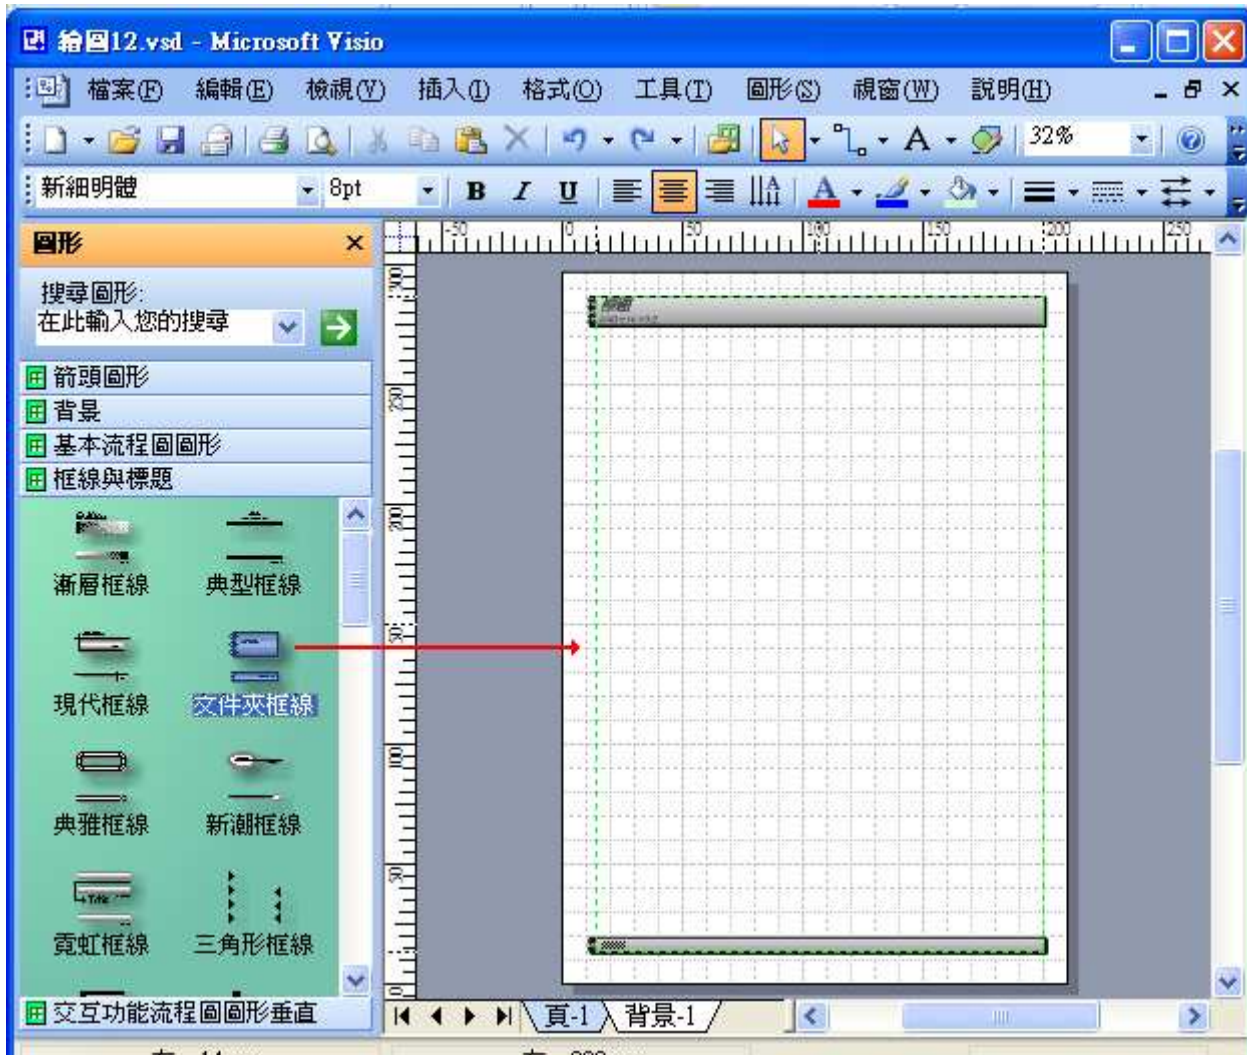 繪圖12.vsd - Microsoft Visio
檔案(F) 編輯(E) 檢視(V) 插入(I) 格式(O) 工具(T) 圖形(S) 視窗(W) 說明(H)
A 32%
新細明體 8pt B I U A A
圖形
搜尋圖形:
在此輸入您的搜尋
箭頭圖形
背景
基本流程圖圖形
框線與標題
漸層框線 典型框線
現代框線 文件夾框線
典雅框線 新潮框線
霓虹框線 三角形框線
交互功能流程圖圖形垂直
-50 0 50 100 150 200 250
300
250
200
150
100
50
0
頁-1 背景-1